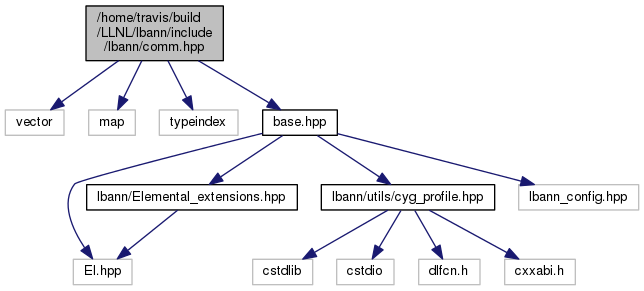 /home/travis/build
/LLNL/lbann/include
/lbann/comm.hpp
vector
map
typeindex
base.hpp
lbann/Elemental_extensions.hpp
lbann/utils/cyg_profile.hpp
lbann_config.hpp
El.hpp
cstdlib
cstdio
dlfcn.h
cxxabi.h